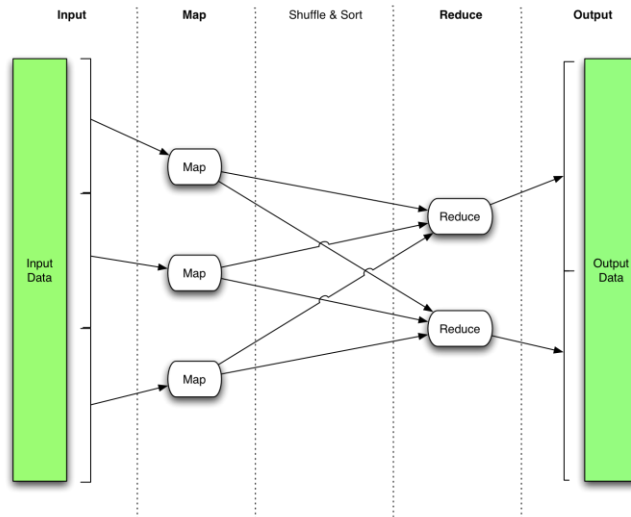 Input
Map
Shuffle & Sort
Reduce
Output
Map
Reduce
Input
Data
Map
Output
Data
Reduce
Map